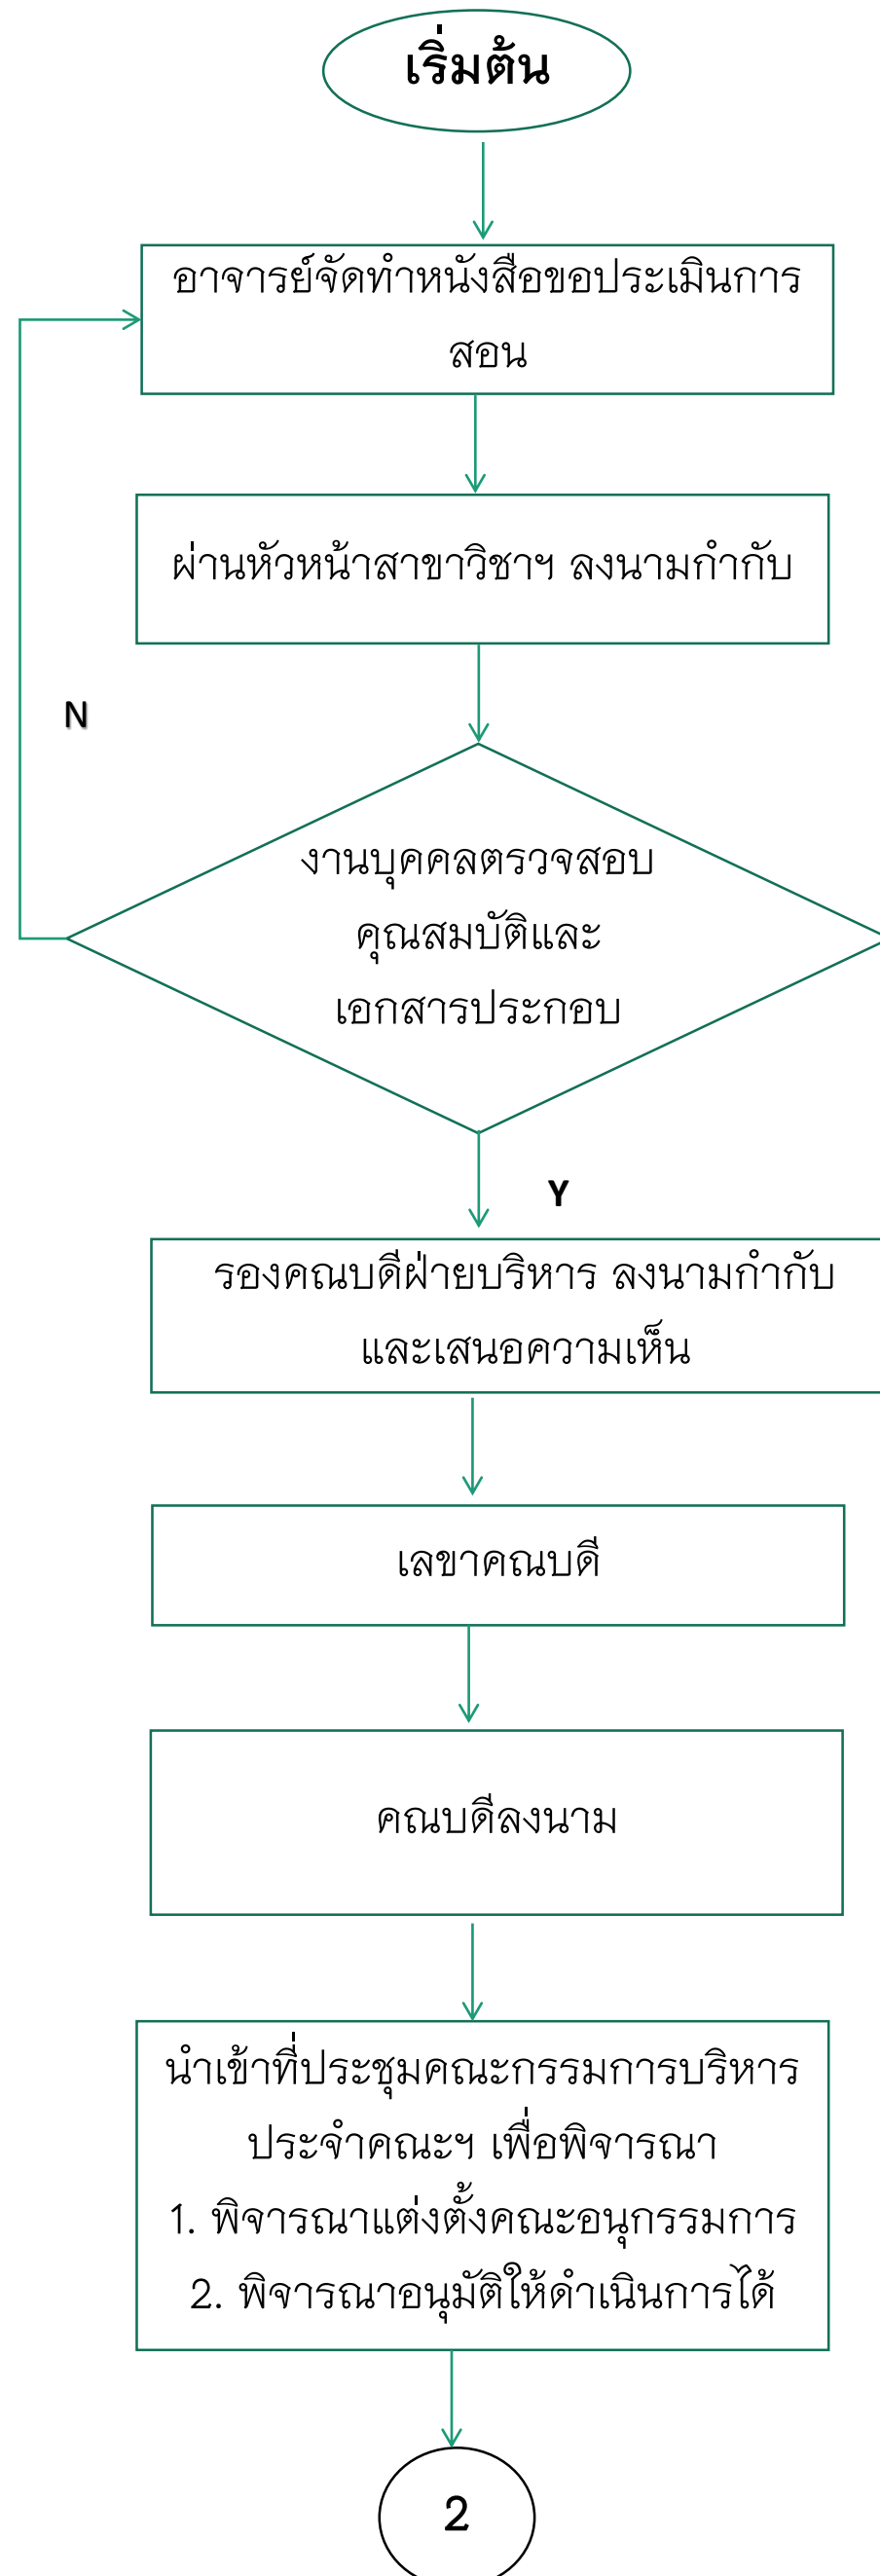 เริ่มต้น
อาจารย์จัดทำหนังสือขอประเมินการ
สอน
ผ่านหัวหน้าสาขาวิชาฯ ลงนามกำกับ
N
งานบุคคลตรวจสอบ
คุณสมบัติและ
เอกสารประกอบ
Y
รองคณบดีฝ่ายบริหาร ลงนามกำกับ
และเสนอความเห็น
เลขาคณบดี
คณบดีลงนาม
นำเข้าที่ประชุมคณะกรรมการบริหาร
ประจำคณะฯ เพื่อพิจารณา
1. พิจารณาแต่งตั้งคณะอนุกรรมการ
2. พิจารณาอนุมัติให้ดำเนินการได้
2